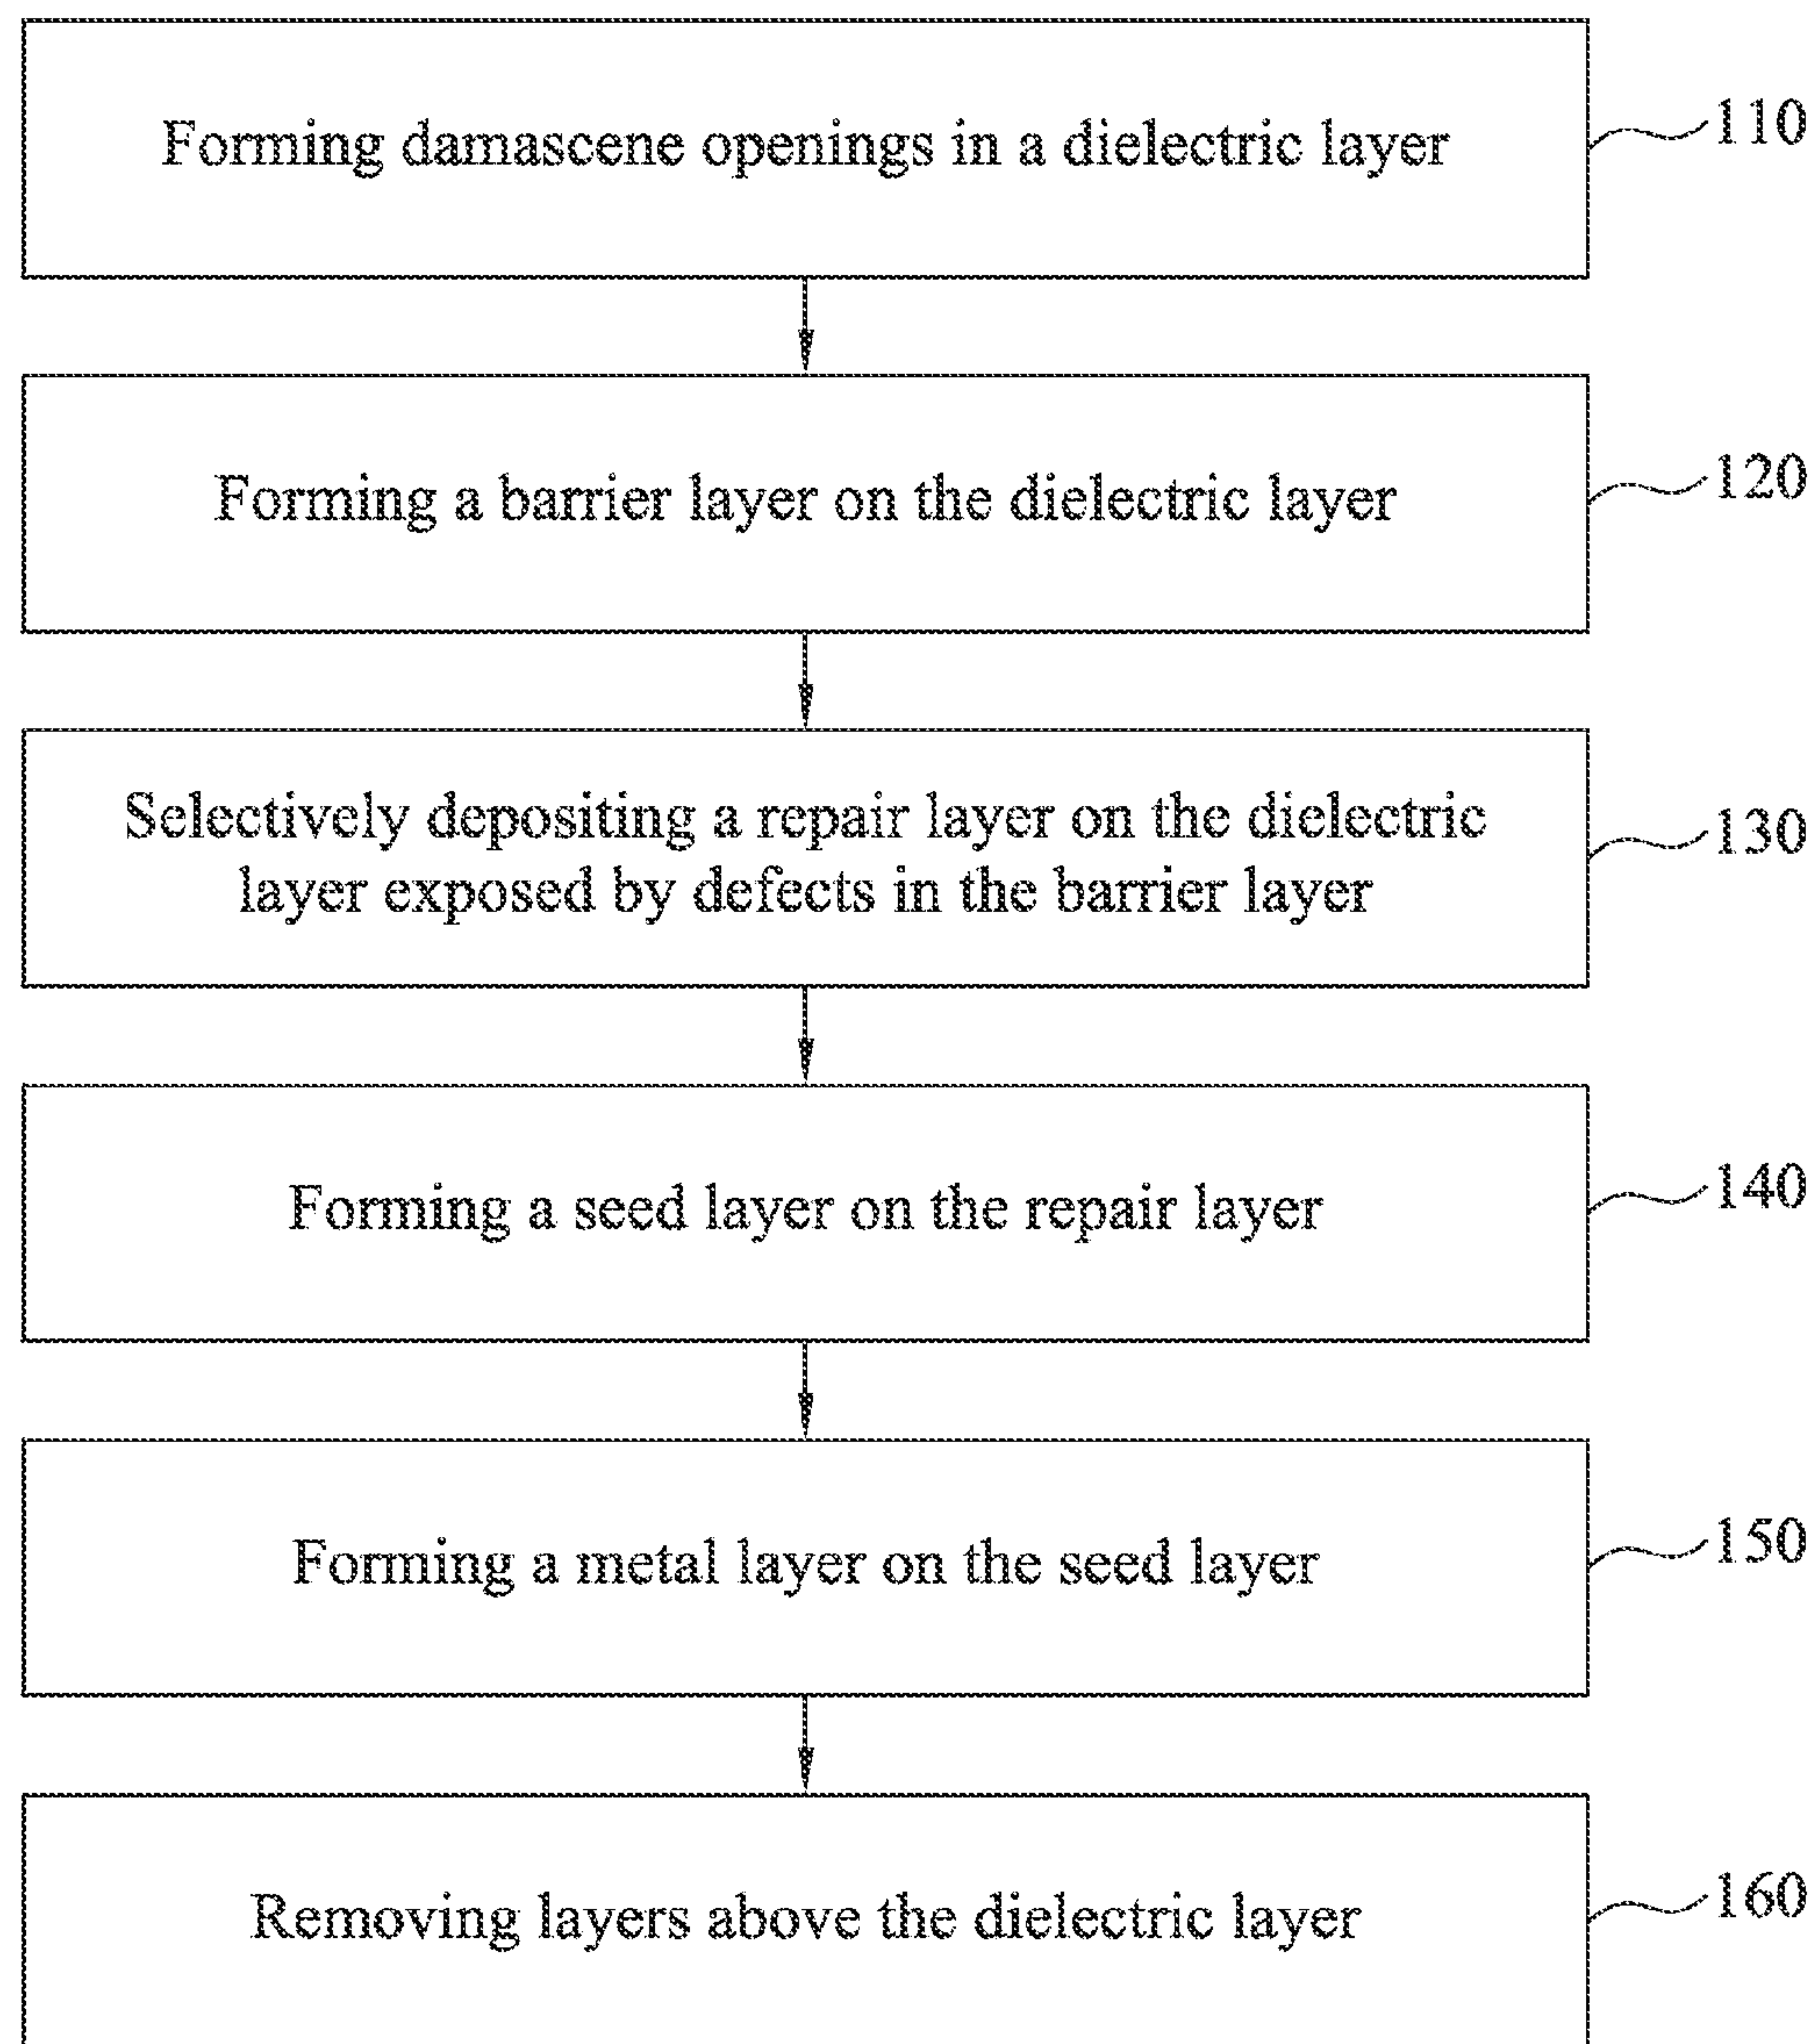 Forming damascene openings in a dielectric layer
110
Forming a barrier layer on the dielectric layer
120
Selectively depositing a repair layer on the dielectric
layer exposed by defects in the barrier layer
130
Forming a seed layer on the repair layer
140
Forming a metal layer on the seed layer
150
Removing layers above the dielectric layer
160